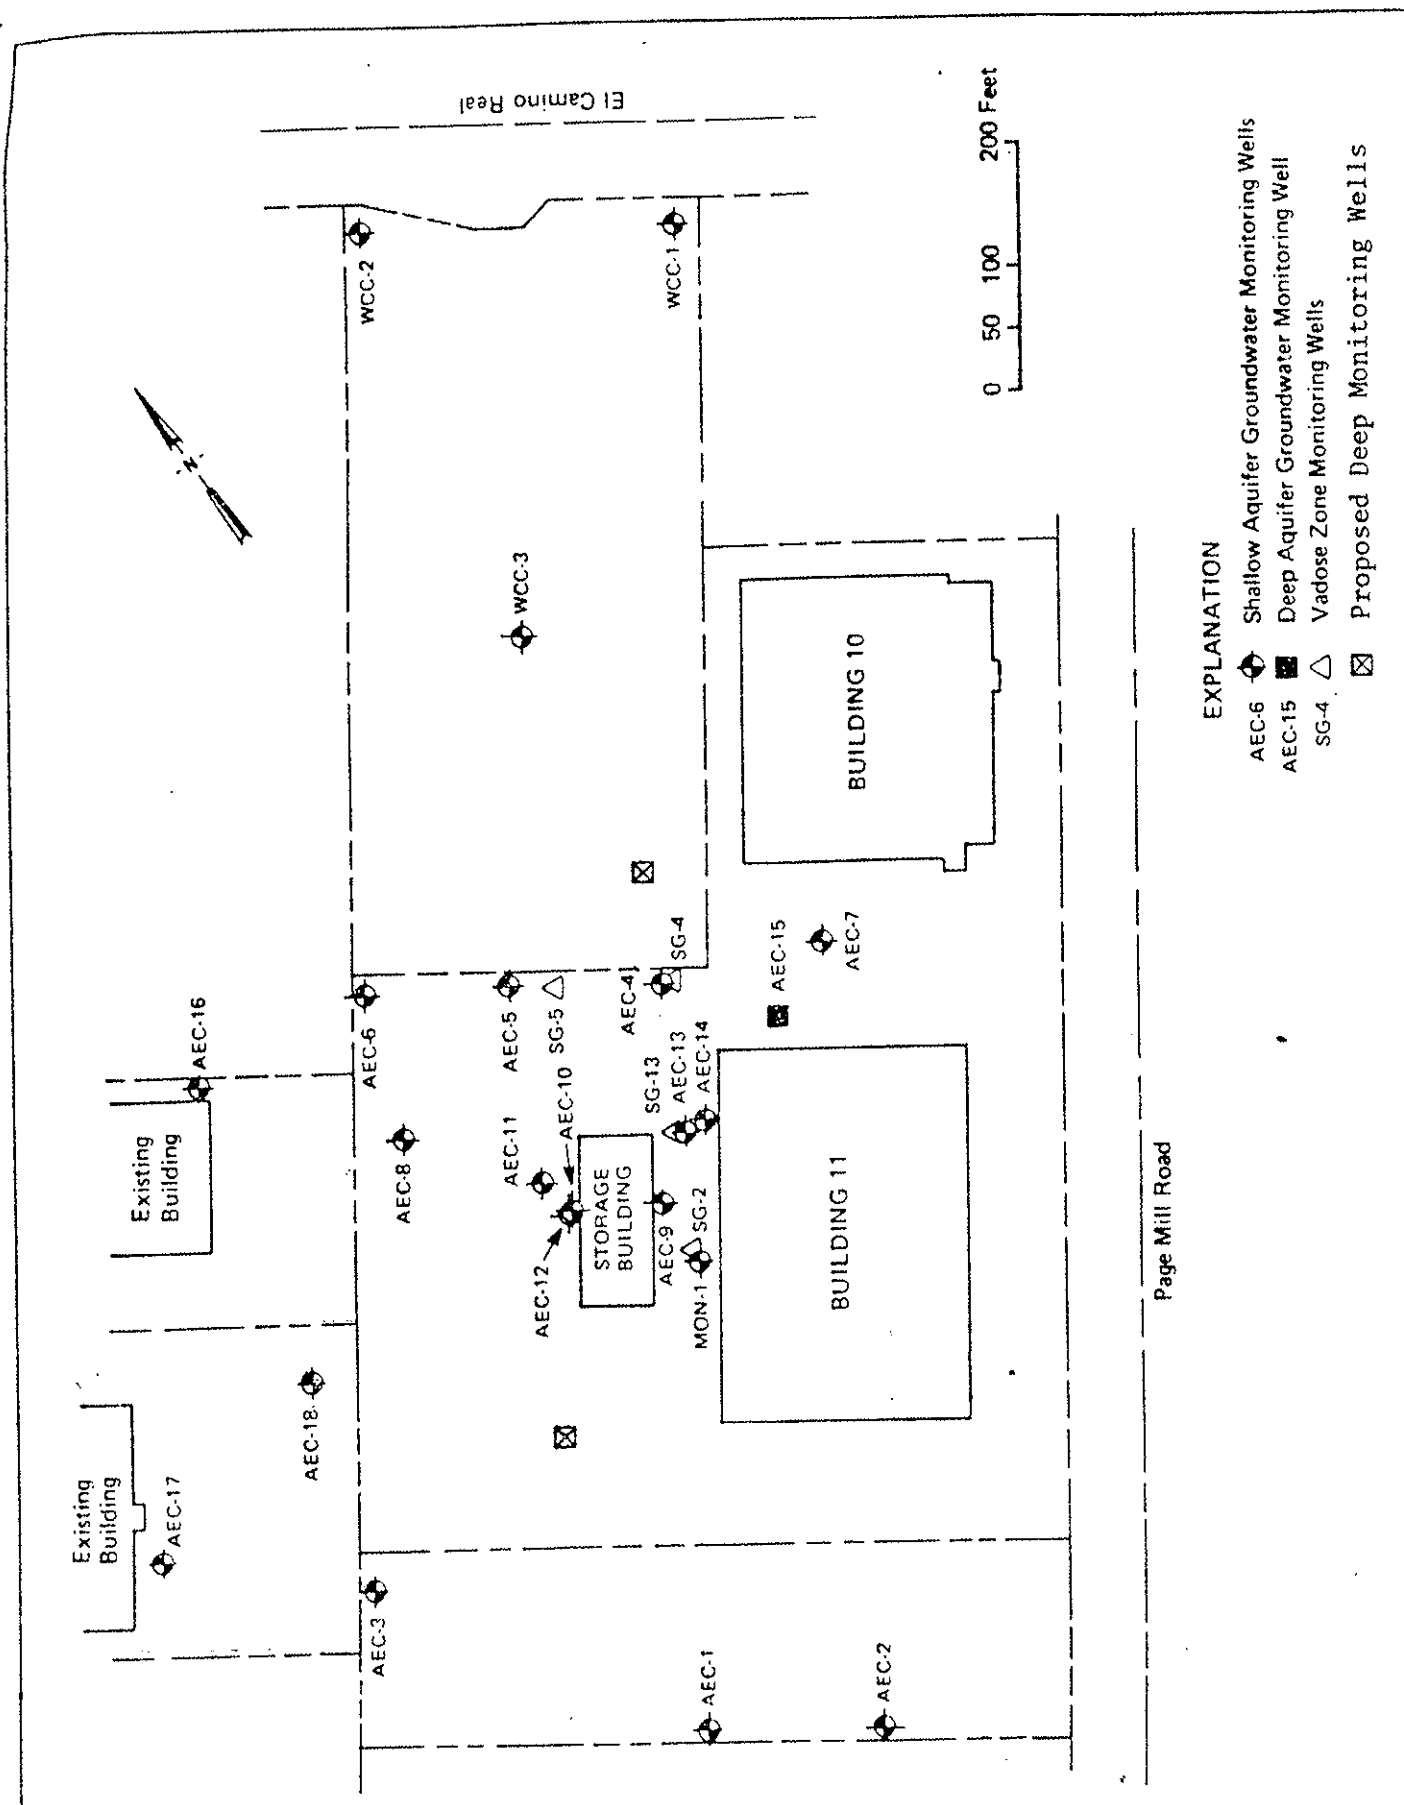 El Camino Real
WCC-2
WCC-1
WCC-3
N
0 50 100 200 Feet
Existing
Building
AEC-16
AEC-6
AEC-8
AEC-5
SG-5
AEC-10
AEC-11
AEC-12
STORAGE
BUILDING
AEC-4
SG-4
SG-13
AEC-13
AEC-14
AEC-9
SG-2
MON-1
AEC-15
AEC-7
BUILDING 10
BUILDING 11
Existing
Building
AEC-17
AEC-18
AEC-3
AEC-1
AEC-2
Page Mill Road
EXPLANATION
AEC-6 Shallow Aquifer Groundwater Monitoring Wells
AEC-15 Deep Aquifer Groundwater Monitoring Well
SG-4 Vadose Zone Monitoring Wells
Proposed Deep Monitoring Wells